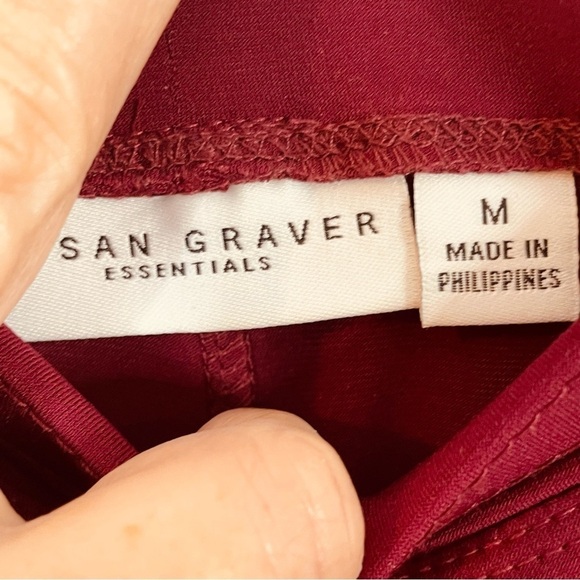 SAN GRAVER
ESSENTIALS
M
MADE IN
PHILIPPINES